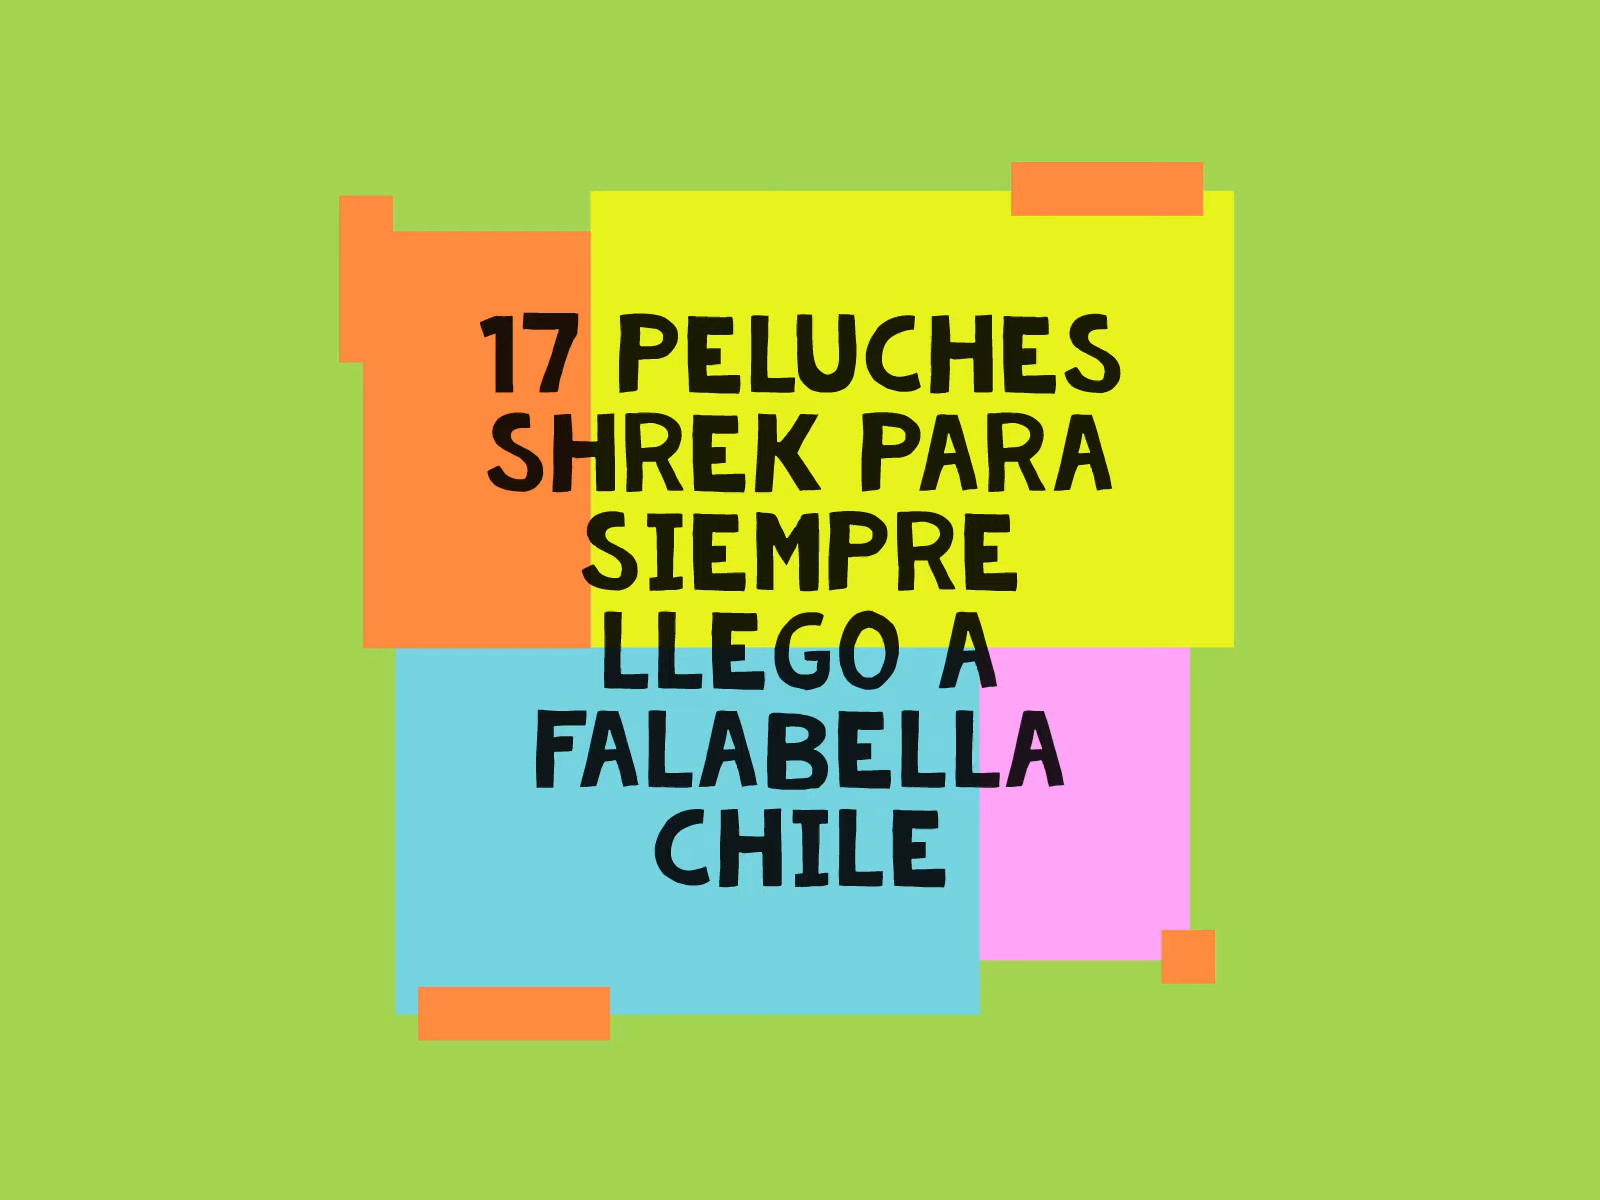 17 PELUCHES
SHREK PARA
SIEMPRE
LLEGO A
FALABELLA
CHILE